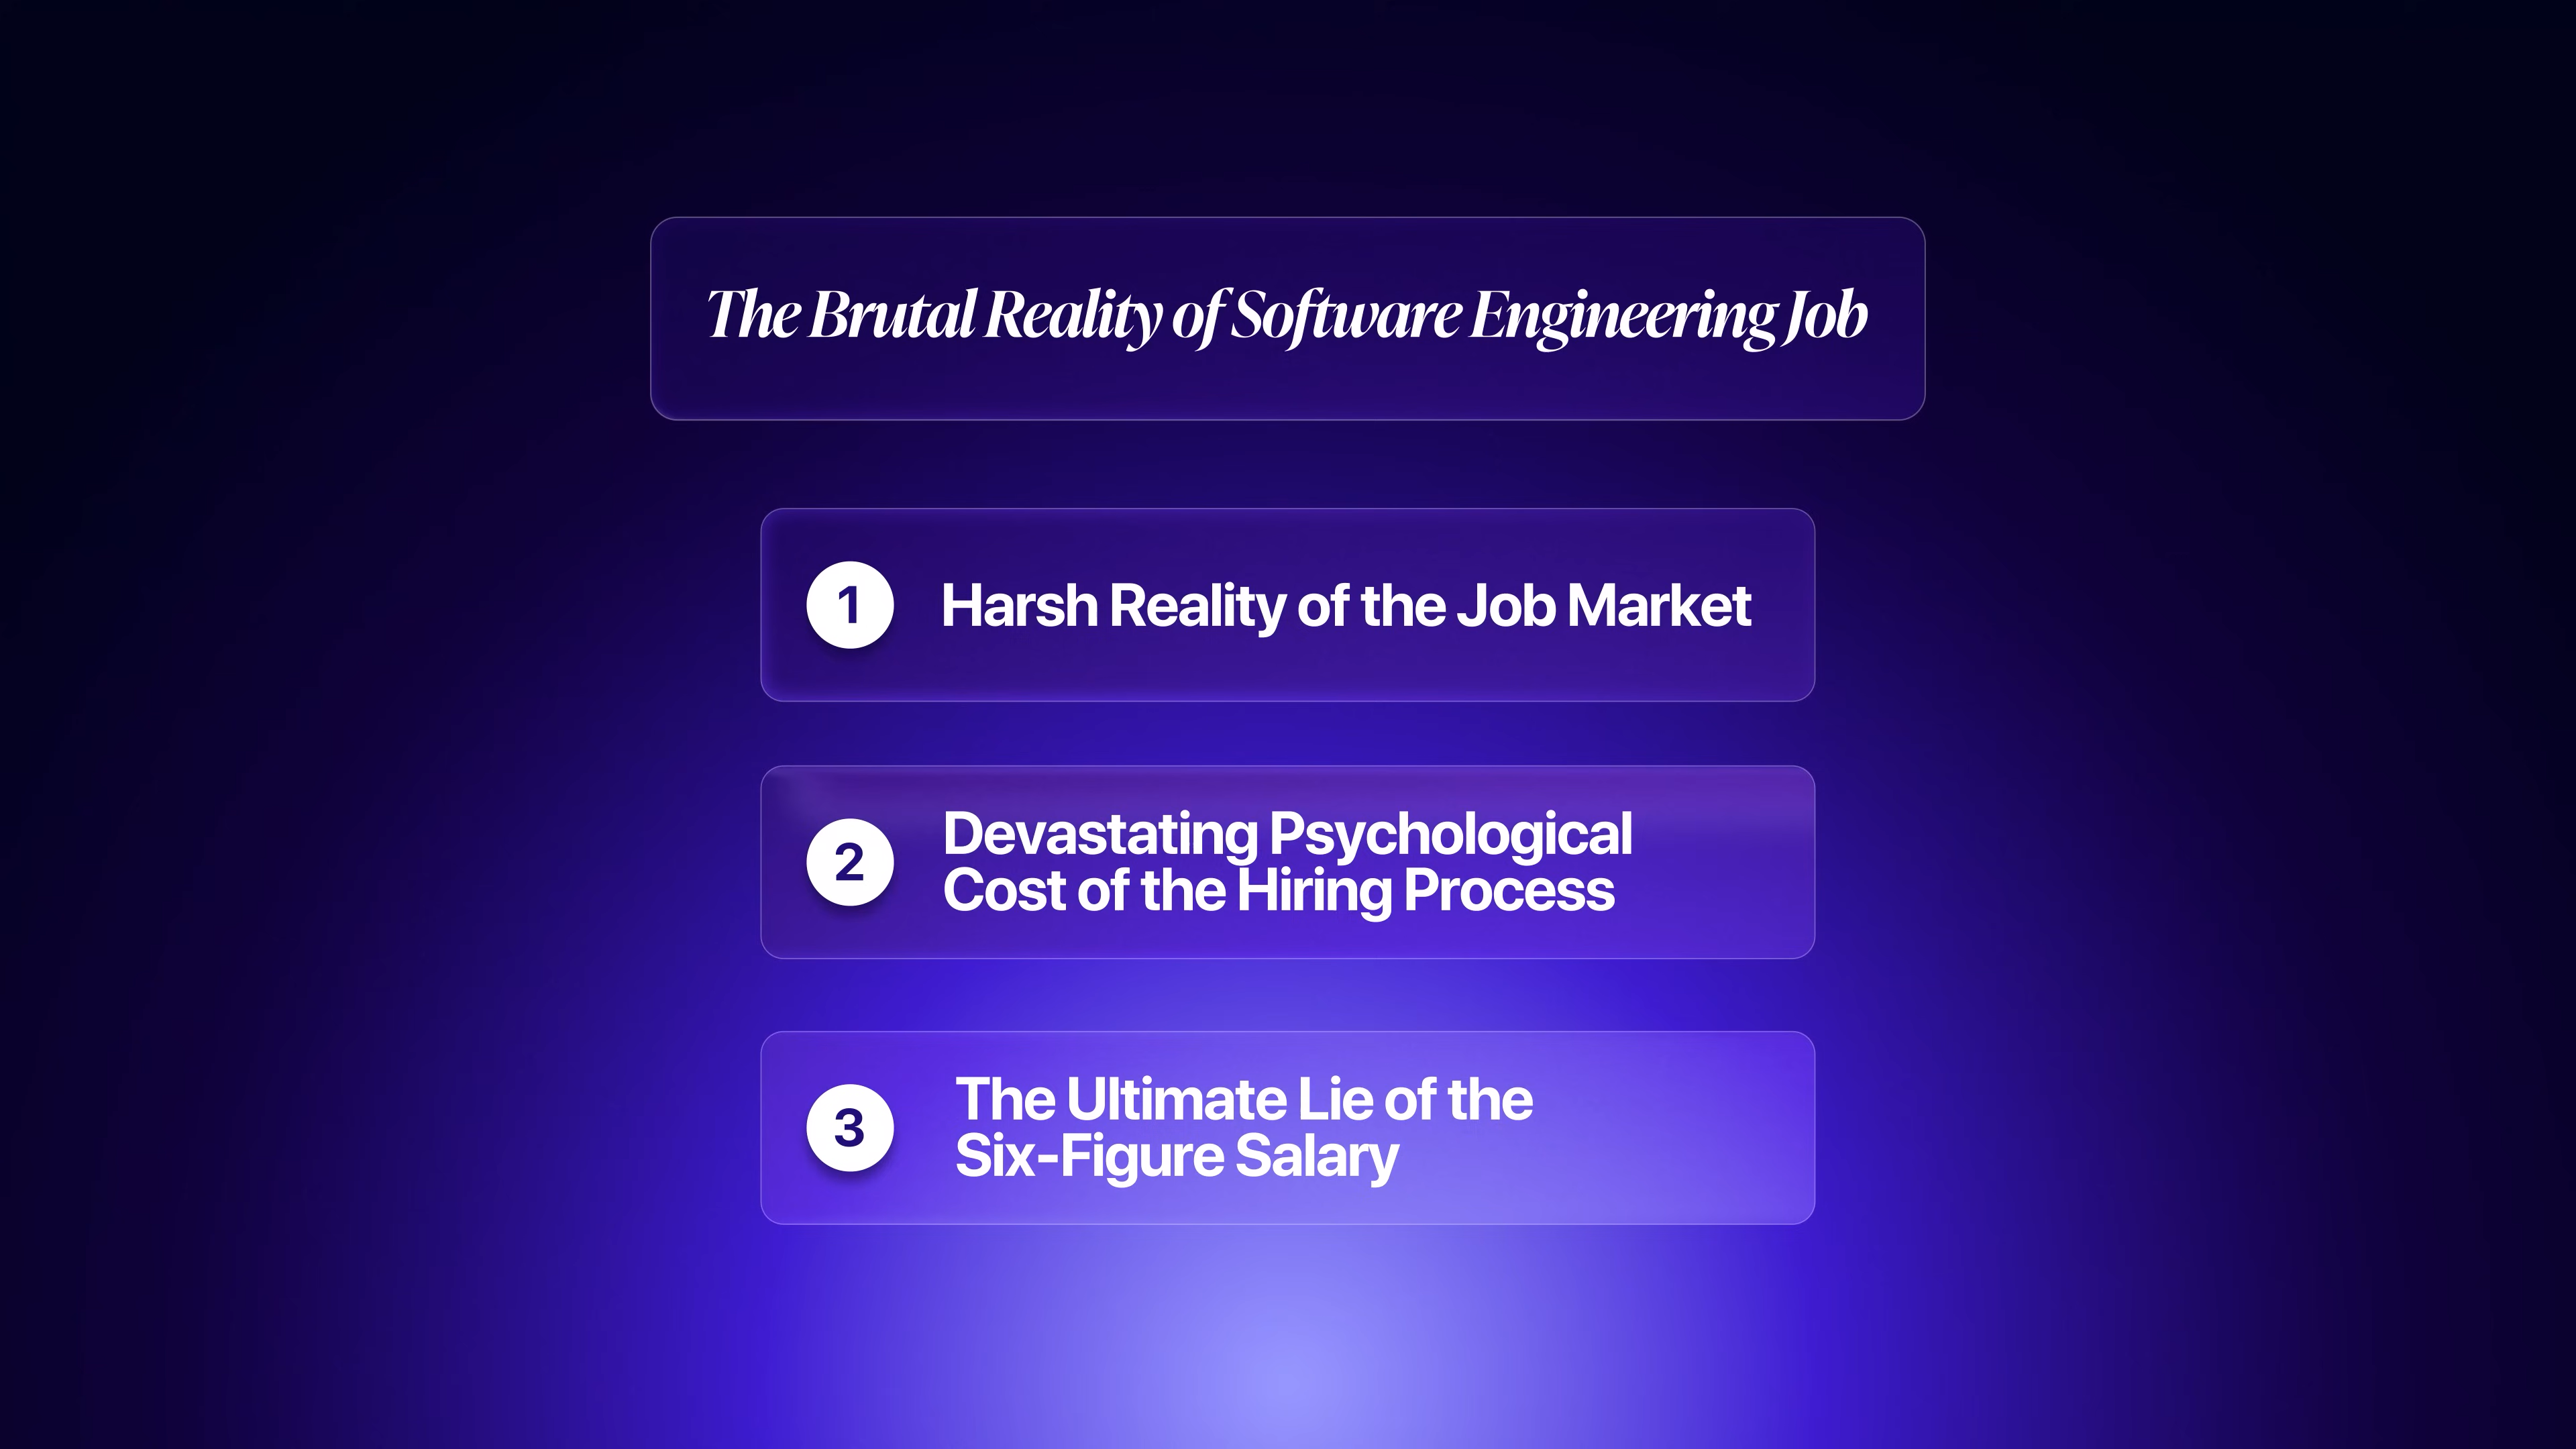 The Brutal Reality of Software Engineering Job
1
Harsh Reality of the Job Market
2
Devastating Psychological
Cost of the Hiring Process
3
The Ultimate Lie of the
Six-Figure Salary